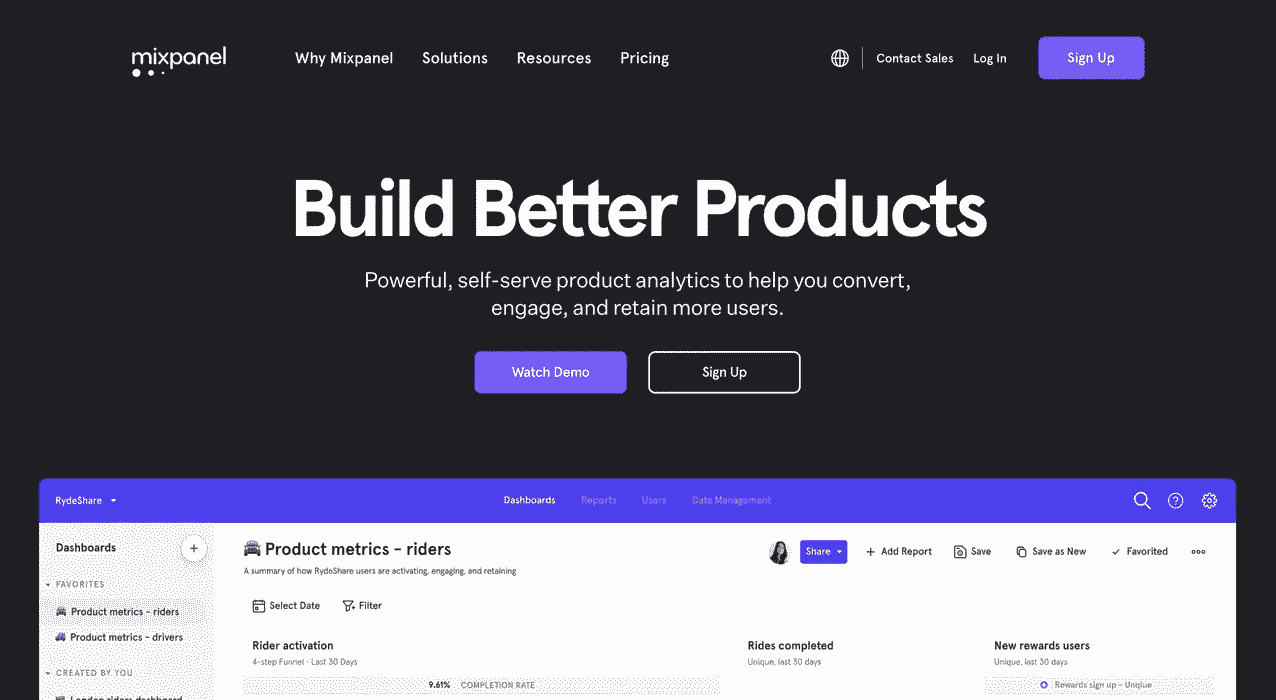 mixpanel
Why Mixpanel Solutions Resources Pricing
Contact Sales Log In Sign Up
Build Better Products
Powerful, self-serve product analytics to help you convert,
engage, and retain more users.
Watch Demo Sign Up
RydeShare Dashboards Reports Users Data Management
Dashboards
FAVORITES
Product metrics - riders
Product metrics - drivers
CREATED BY YOU
London riders dashboard
Product metrics - riders
Share Add Report Save Save as New Favorited
A summary of how RydeShare users are activating, engaging, and retaining
Select Date Filter
Rider activation
4-step Funnel · Last 30 Days
9.61% COMPLETION RATE
Rides completed
Unique, last 30 days
New rewards users
Unique, last 30 days
Rewards sign up - Unqiue